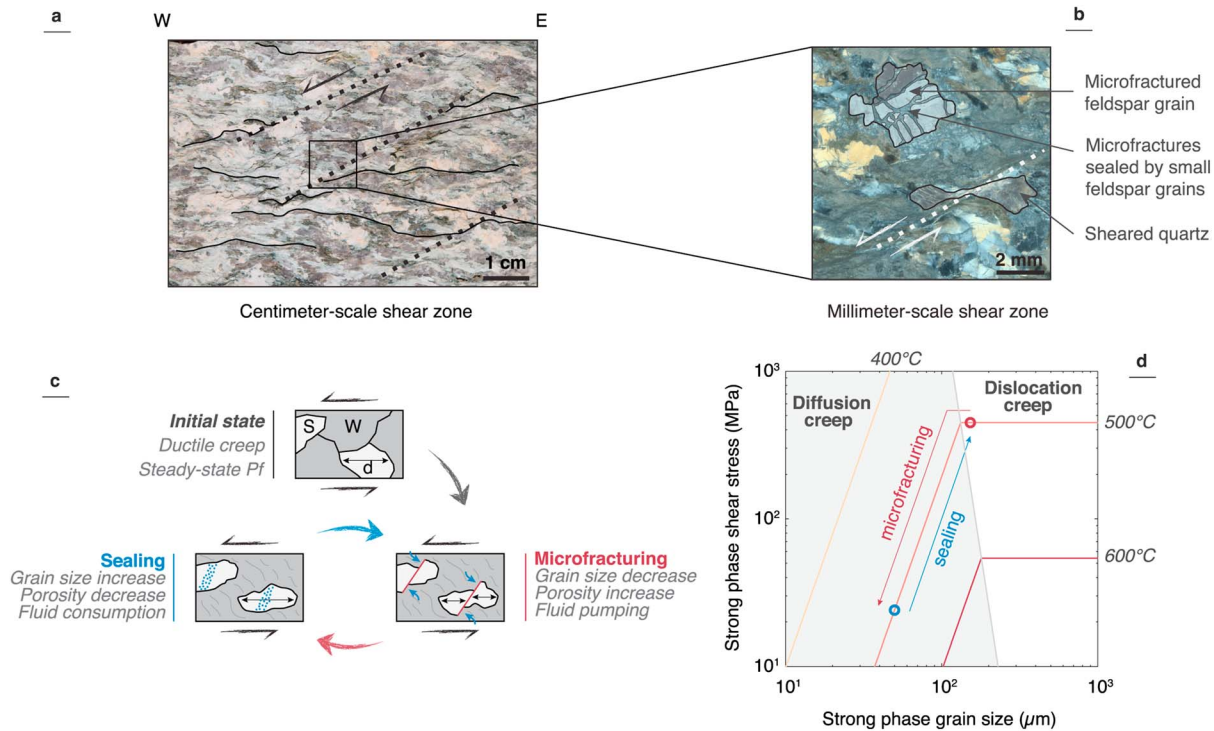 a
W
E
b
1 cm
2 mm
Microfractured
feldspar grain
Microfractures
sealed by small
feldspar grains
Sheared quartz
Centimeter-scale shear zone
Millimeter-scale shear zone
c
Initial state
Ductile creep
Steady-state Pf
S
W
d
Sealing
Grain size increase
Porosity decrease
Fluid consumption
Microfracturing
Grain size decrease
Porosity increase
Fluid pumping
d
400°C
Diffusion
creep
Dislocation
creep
500°C
600°C
microfracturing
sealing
10³
10²
10¹
Strong phase shear stress (MPa)
10¹
10²
10³
Strong phase grain size (µm)